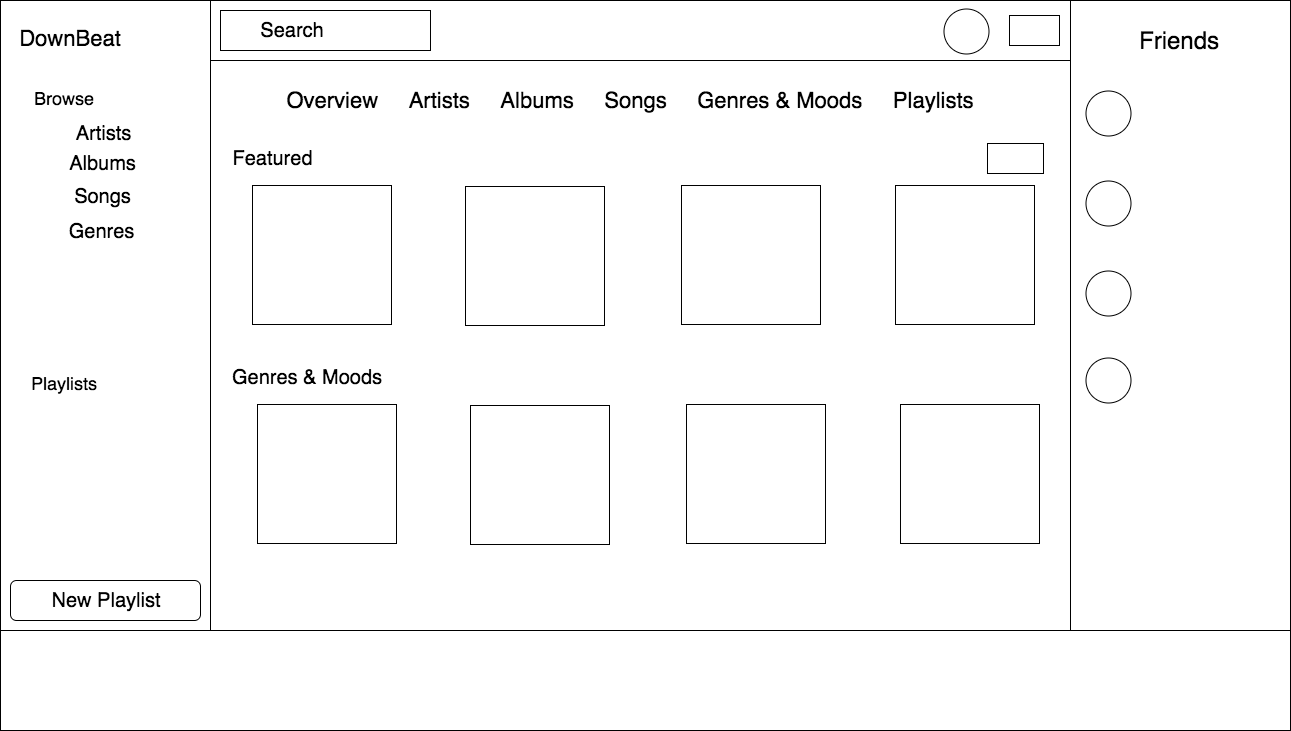 DownBeat
Browse
Artists
Albums
Songs
Genres
Playlists
New Playlist
Search
Overview Artists Albums Songs Genres & Moods Playlists
Featured
Genres & Moods
Friends